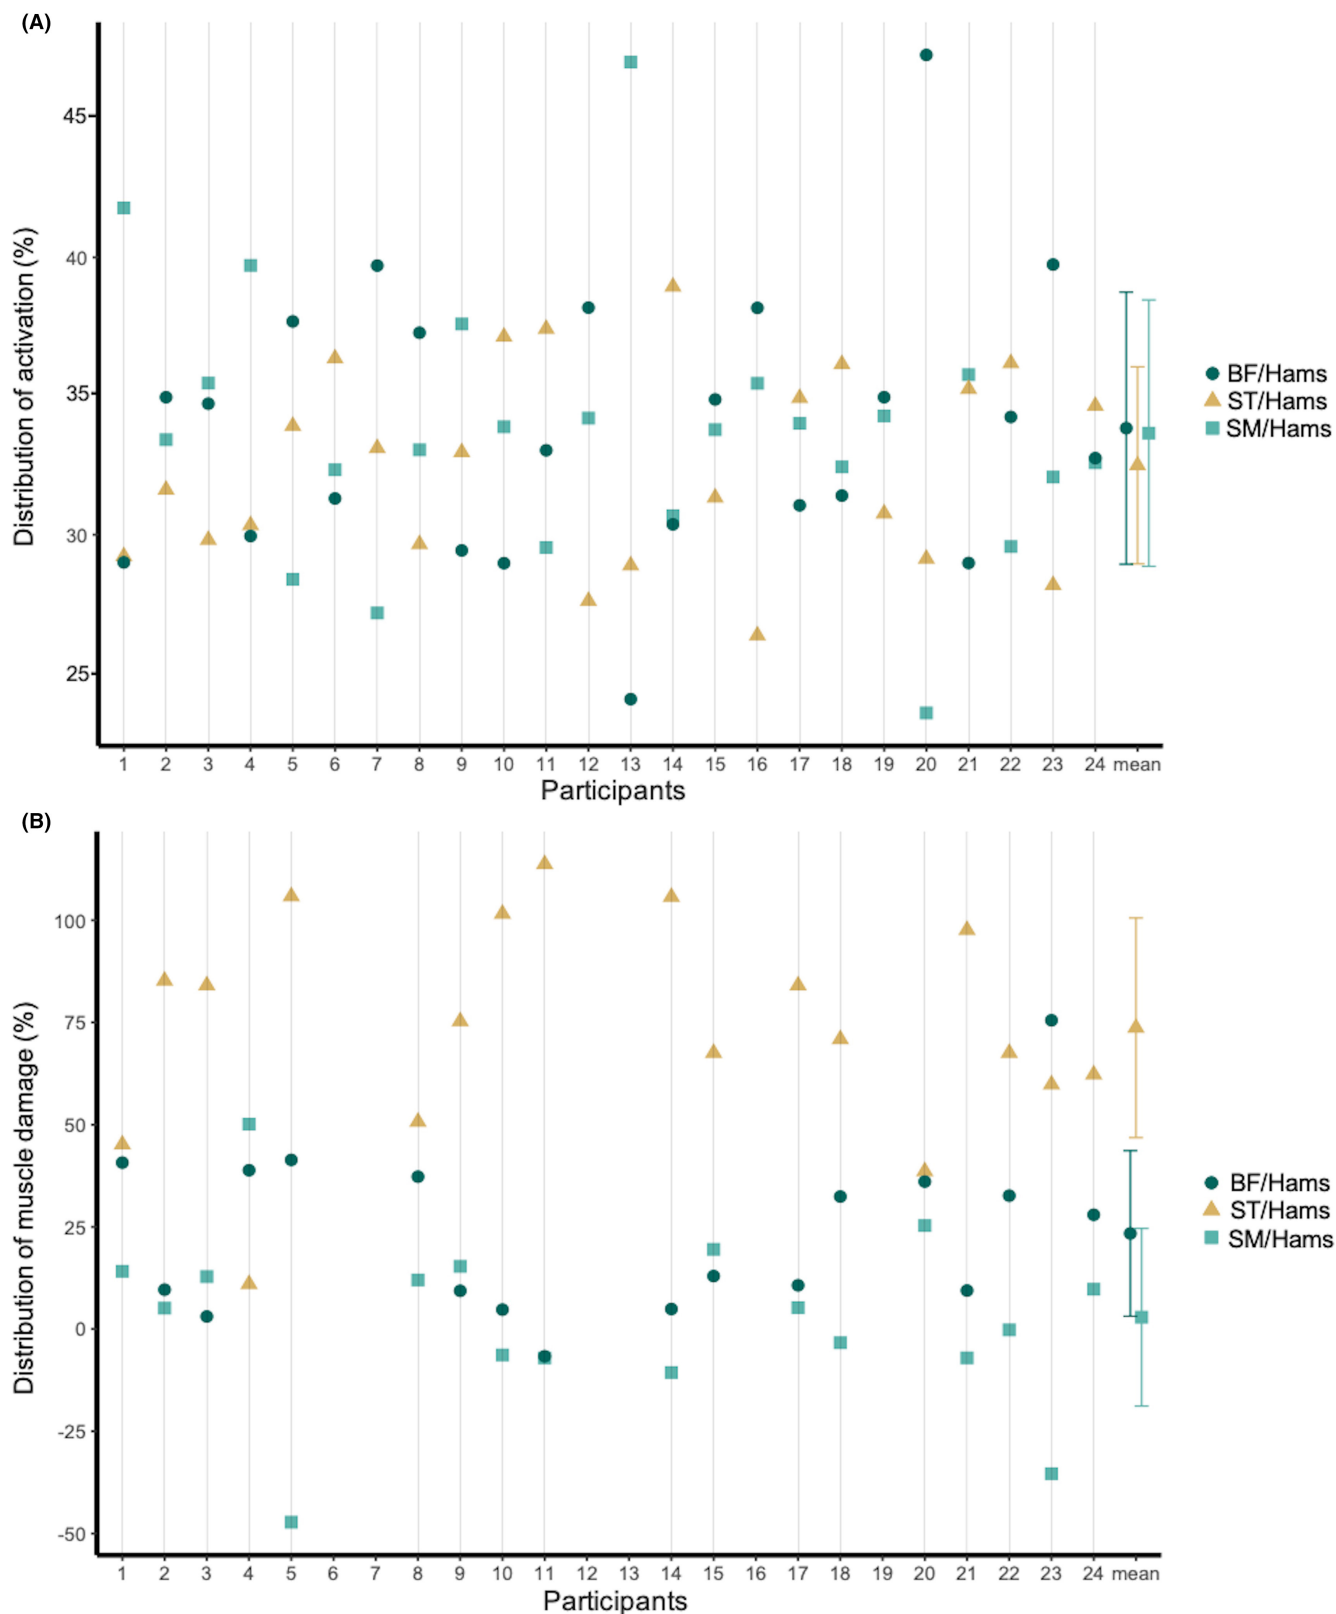 (A)
Distribution of activation (%)
45
40
35
30
25
1 2 3 4 5 6 7 8 9 10 11 12 13 14 15 16 17 18 19 20 21 22 23 24 mean
Participants
BF/Hams
ST/Hams
SM/Hams
(B)
Distribution of muscle damage (%)
100
75
50
25
0
-25
-50
1 2 3 4 5 6 7 8 9 10 11 12 13 14 15 16 17 18 19 20 21 22 23 24 mean
Participants
BF/Hams
ST/Hams
SM/Hams